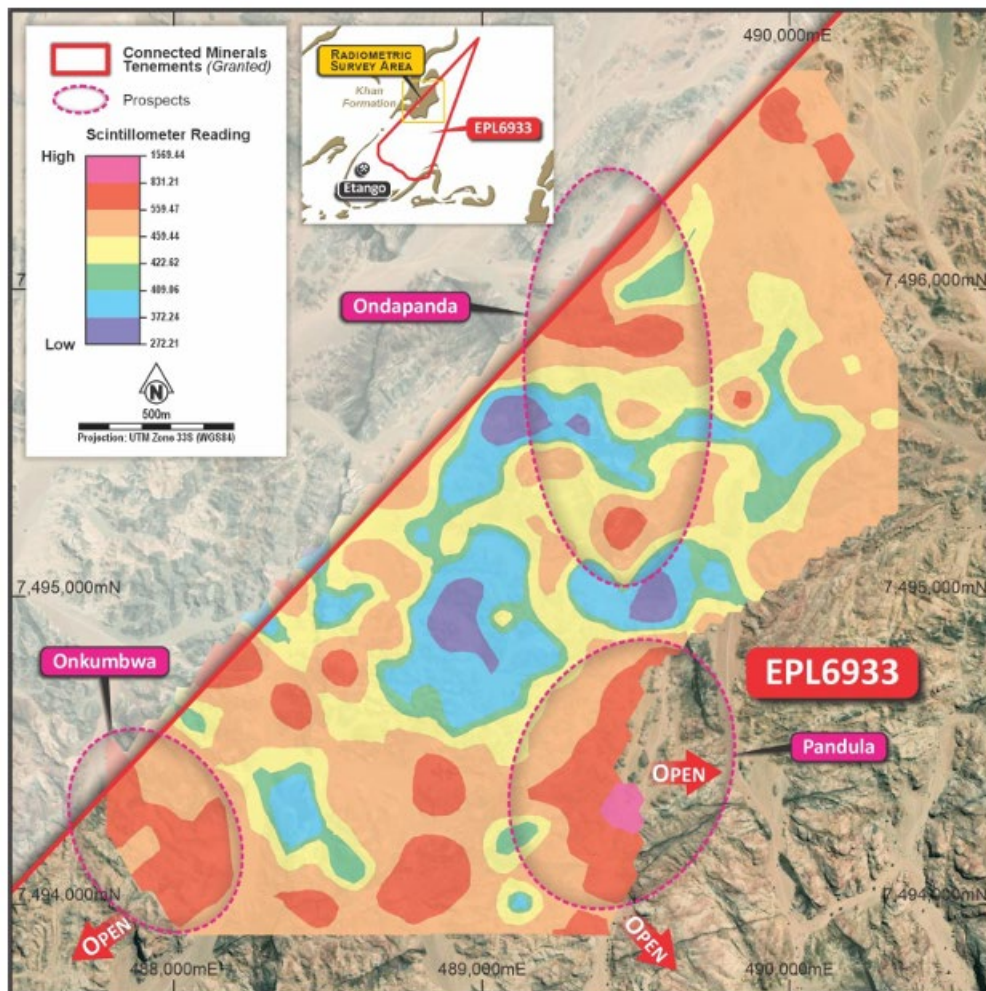 Connected Minerals
Tenements (Granted)
Prospects
Scintillometer Reading
High
1569.44
831.21
559.47
459.44
422.62
409.86
372.24
272.21
Low
N
500m
Projection: UTM Zone 33S (WGS84)
RADIOMETRIC
SURVEY AREA
Khan
Formation
EPL6933
Etango
490,000mE
7,496,000mN
Ondapanda
7,495,000mN
7,495,000mN
Onkumbwa
EPL6933
Pandula
OPEN
7,494,000mN
7,494,000mN
OPEN
OPEN
488,000mE
489,000mE
490,000mE